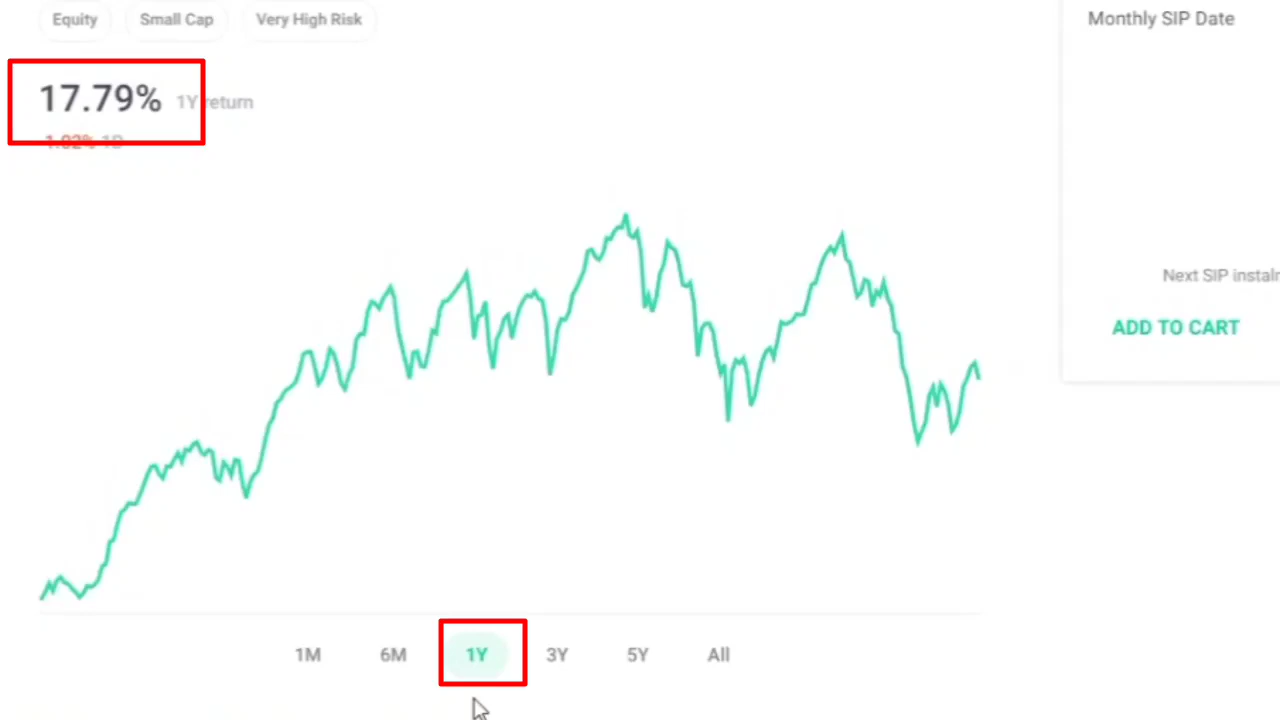 Equity Small Cap Very High Risk
Monthly SIP Date
17.79% 1Y return
1D
Next SIP
ADD TO CART
1M 6M 1Y 3Y 5Y All